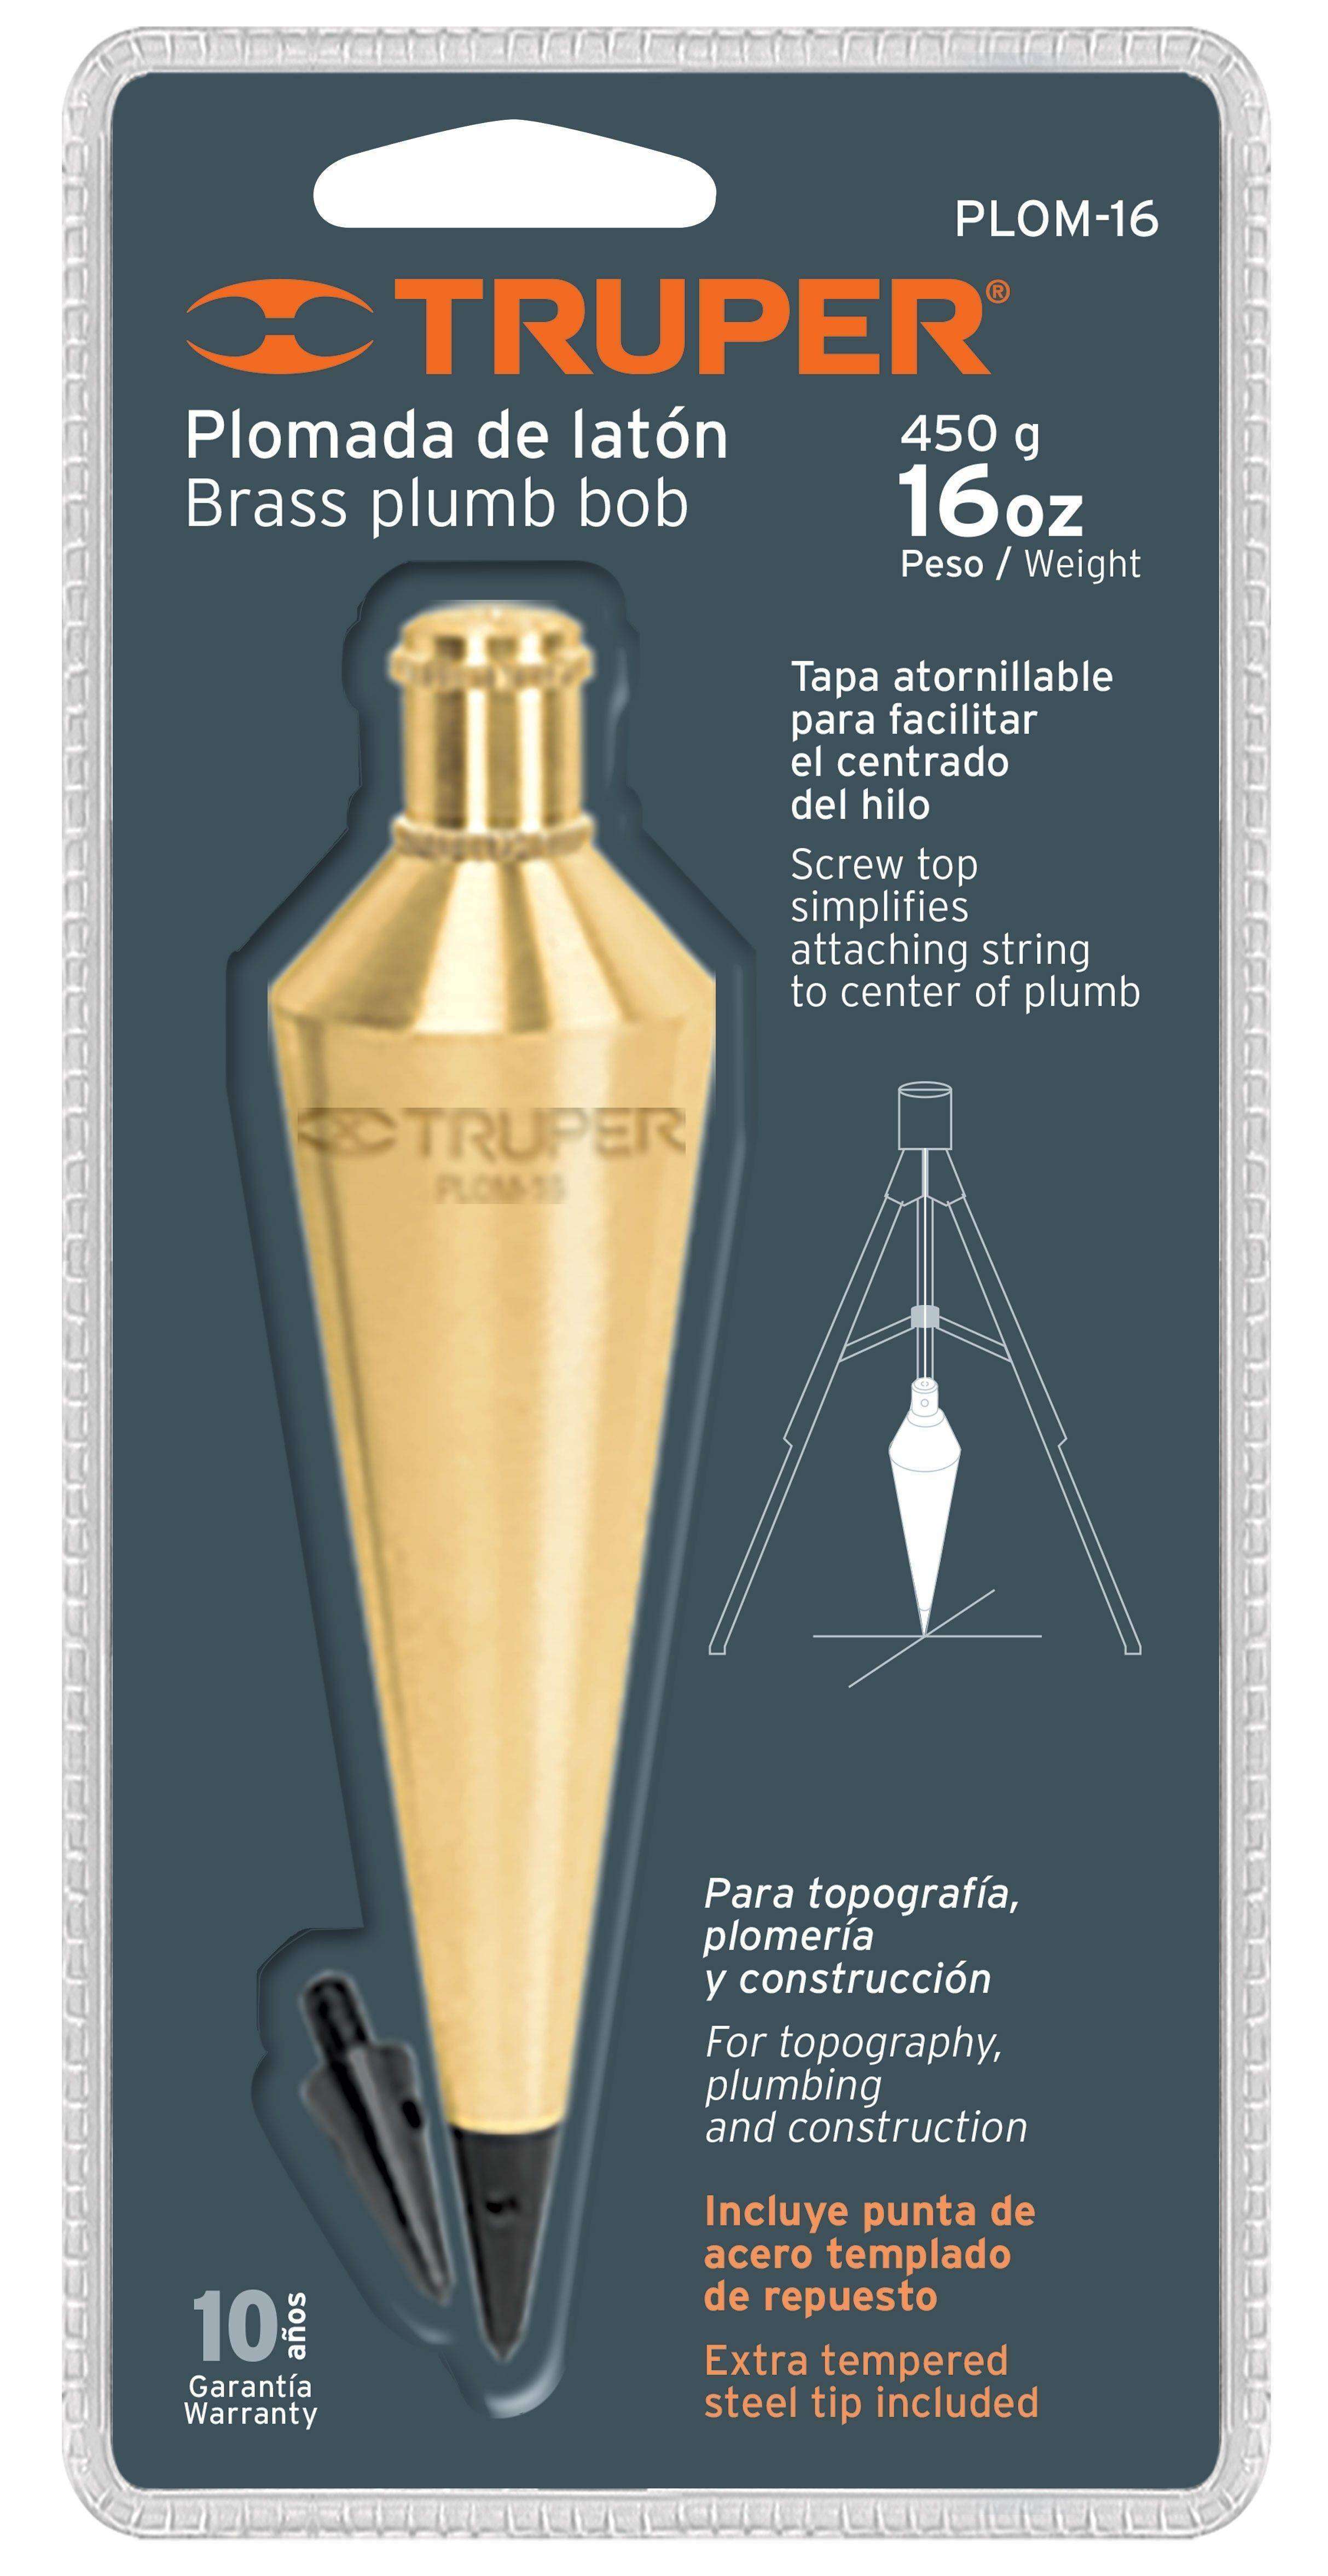 PLOM-16
TRUPER®
Plomada de latón
Brass plumb bob
450 g
16oz
Peso / Weight
Tapa atornillable
para facilitar
el centrado
del hilo
Screw top
simplifies
attaching string
to center of plumb
TRUPER
PLOM-16
Para topografía,
plomería
y construcción
For topography,
plumbing
and construction
Incluye punta de
acero templado
de repuesto
Extra tempered
steel tip included
10 años
Garantía
Warranty